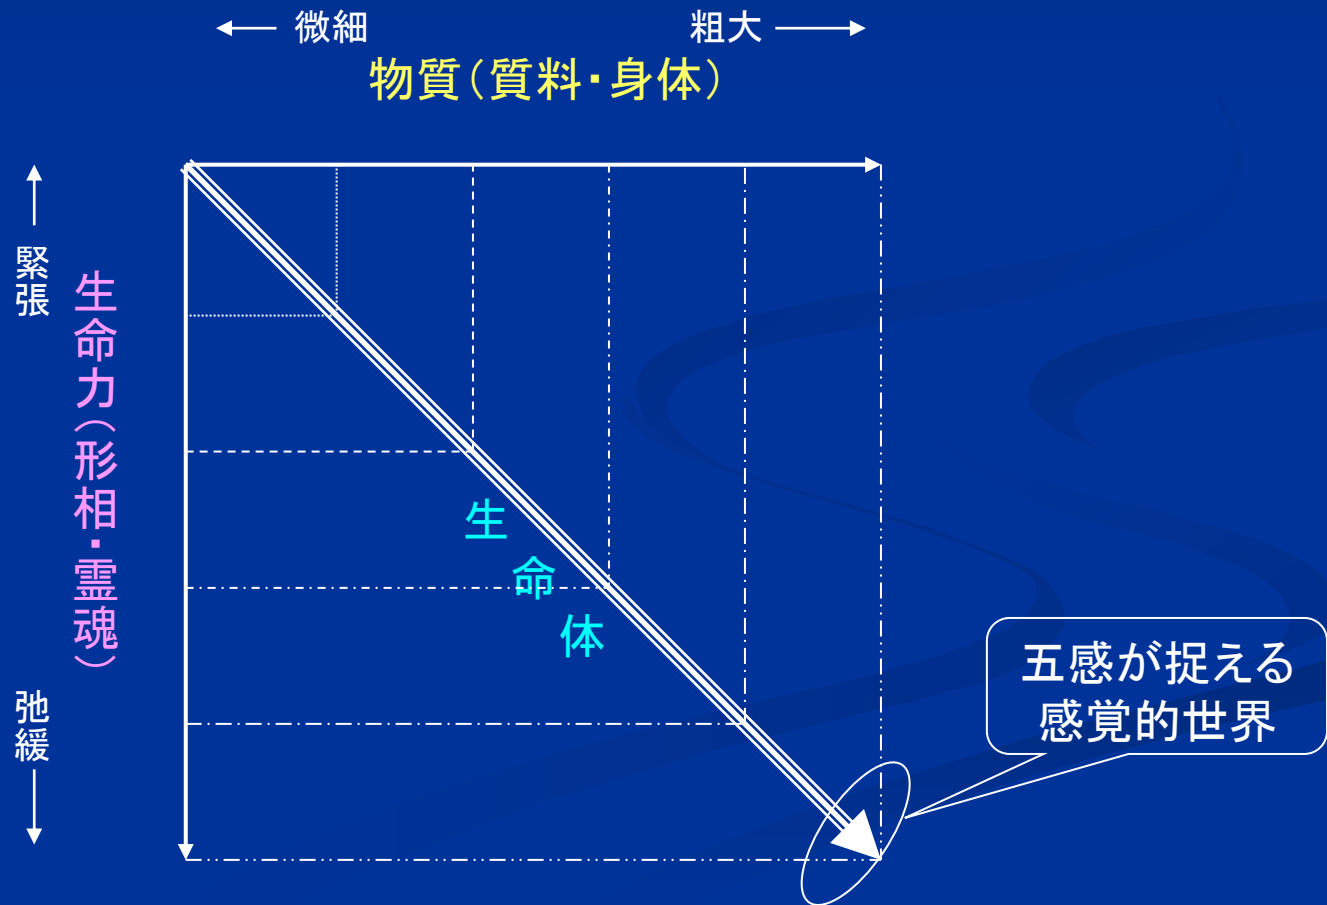 微細
粗大
物質（質料・身体）
緊張
生命力（形相・霊魂）
弛緩
生命体
五感が捉える
感覚的世界